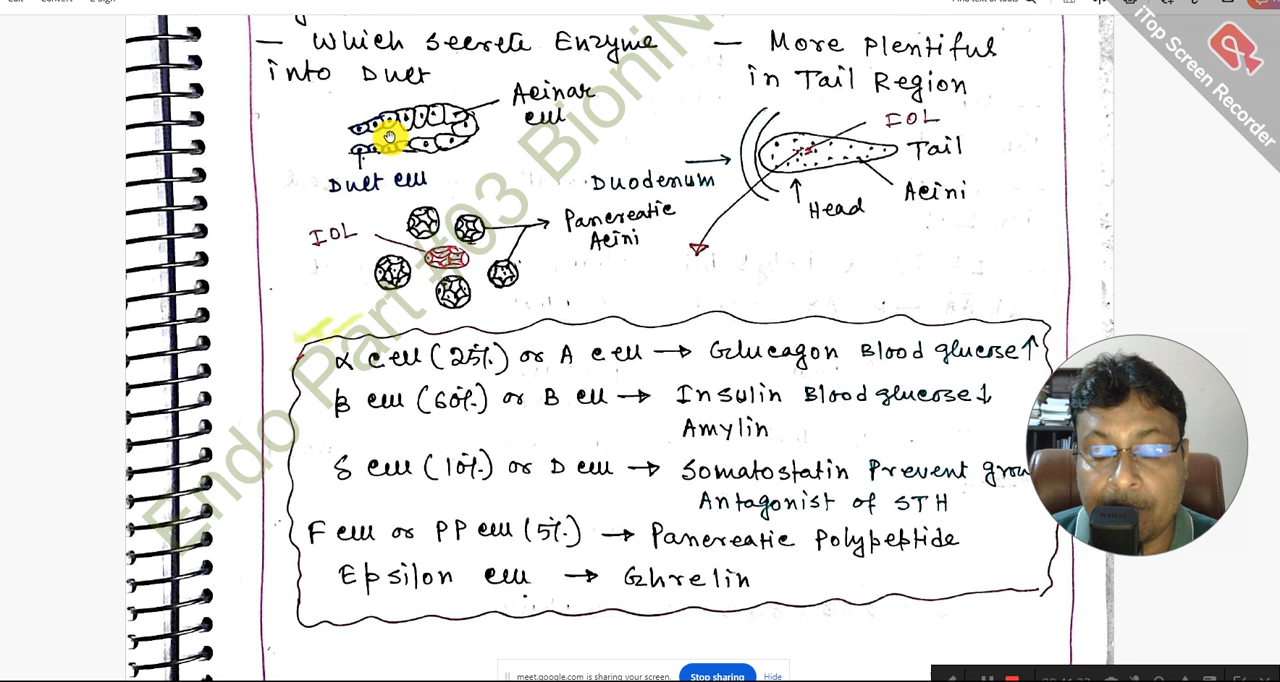 — Which Secrete Enzyme
into Duct
— More Plentiful
in Tail Region
Acinar
cell
Duct cell
IOL
Duodenum
Tail
Acini
Head
IOL
Pancreatic
Acini
Endo Part #03 BioniN
α cell (25%) or A cell → Glucagon Blood glucose ↑
β cell (60%) or B cell → Insulin Blood glucose ↓
Amylin
δ cell (10%) or D cell → Somatostatin Prevent grow
Antagonist of STH
F cell or PP cell (5%) → Pancreatic Polypeptide
Epsilon cell → Ghrelin
iTop Screen Recorder
meet.google.com is sharing your screen.
Stop sharing
Hide